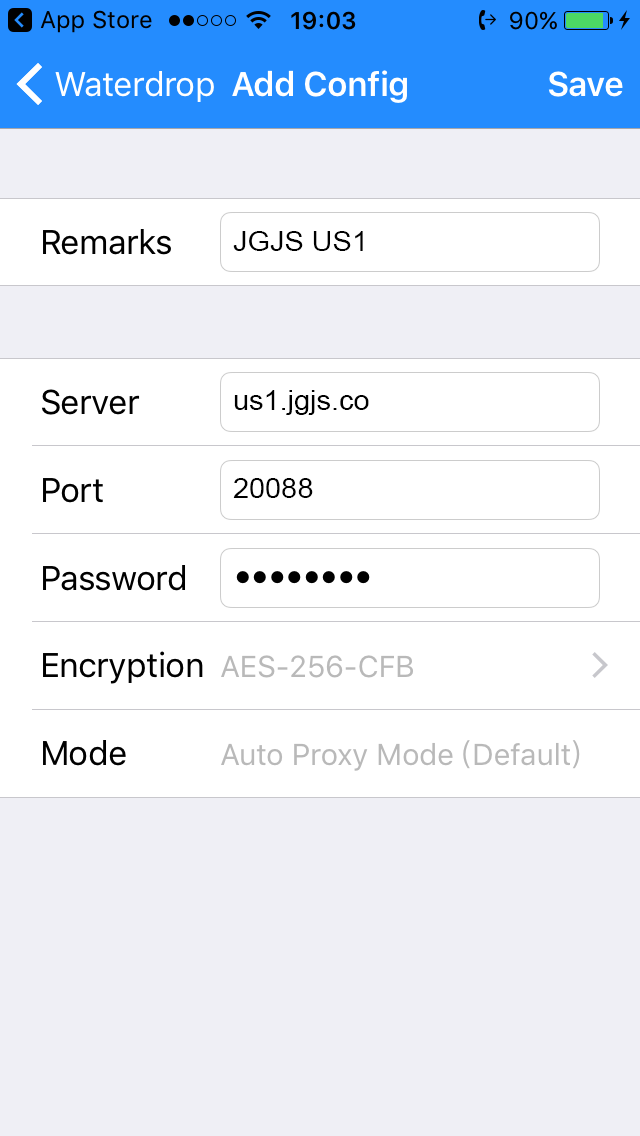 App Store 19:03 90%
Waterdrop Add Config Save
Remarks JGJS US1
Server us1.jgjs.co
Port 20088
Password ••••••••
Encryption AES-256-CFB
Mode Auto Proxy Mode (Default)